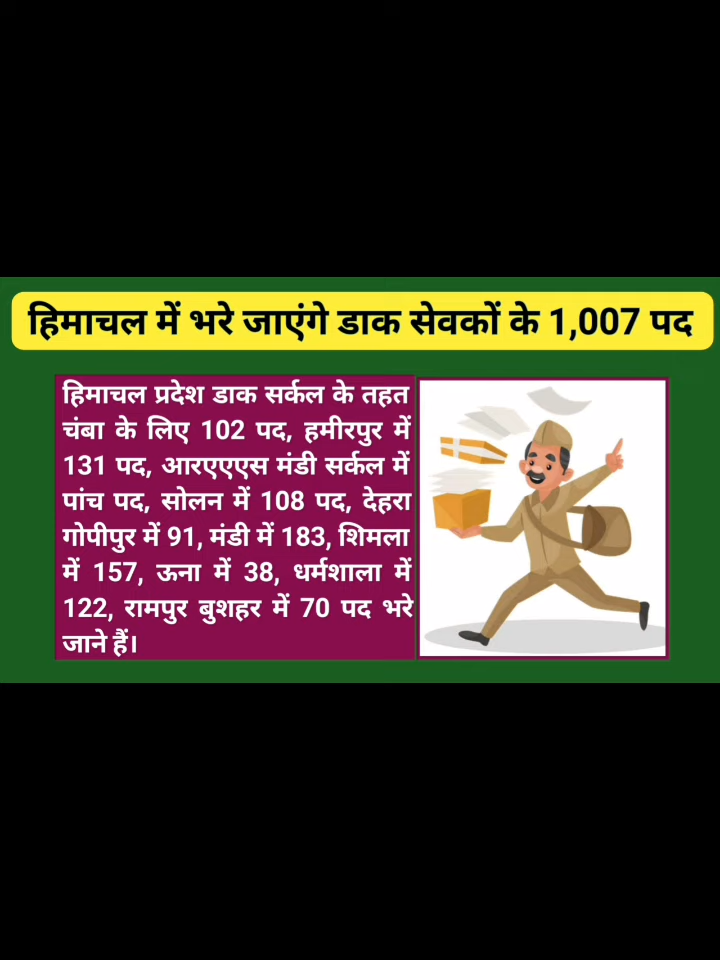 हिमाचल में भरे जाएंगे डाक सेवकों के 1,007 पद
हिमाचल प्रदेश डाक सर्कल के तहत
चंबा के लिए 102 पद, हमीरपुर में
131 पद, आरएएएस मंडी सर्कल में
पांच पद, सोलन में 108 पद, देहरा
गोपीपुर में 91, मंडी में 183, शिमला
में 157, ऊना में 38, धर्मशाला में
122, रामपुर बुशहर में 70 पद भरे
जाने हैं।